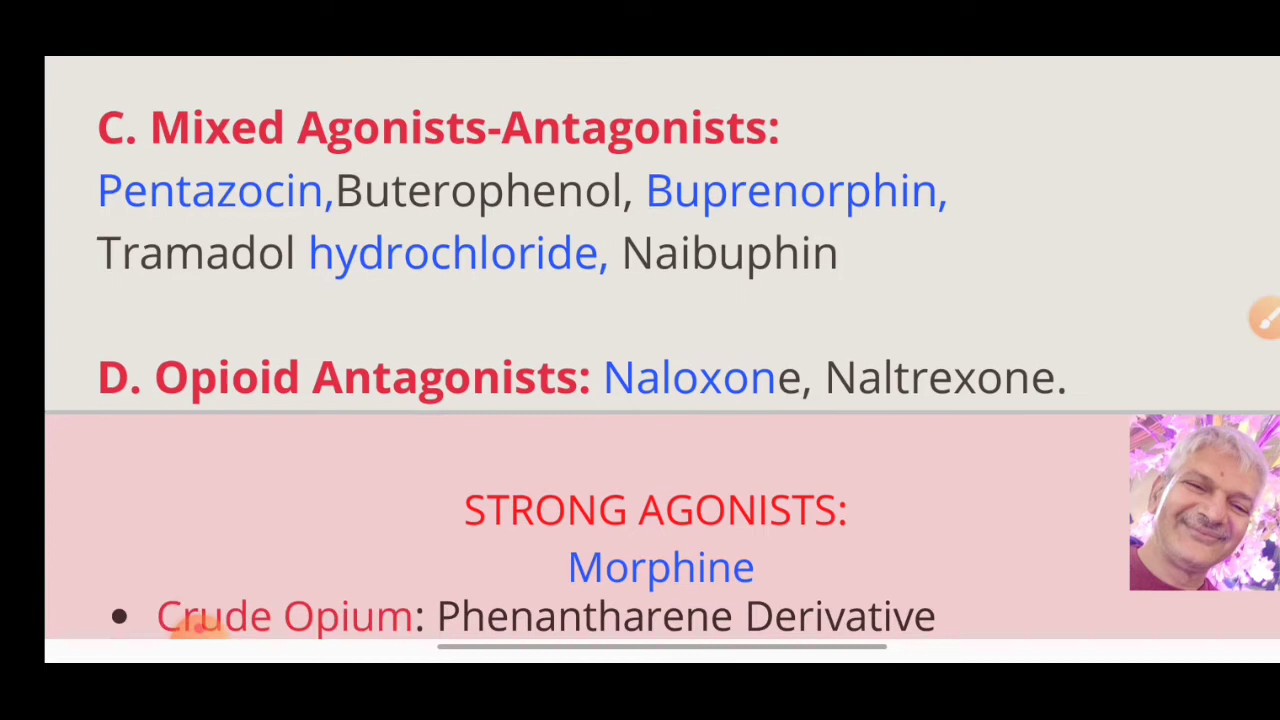 C. Mixed Agonists-Antagonists:
Pentazocin,Buterophenol, Buprenorphin,
Tramadol hydrochloride, Naibuphin
D. Opioid Antagonists: Naloxone, Naltrexone.
STRONG AGONISTS:
Morphine
• Crude Opium: Phenantharene Derivative